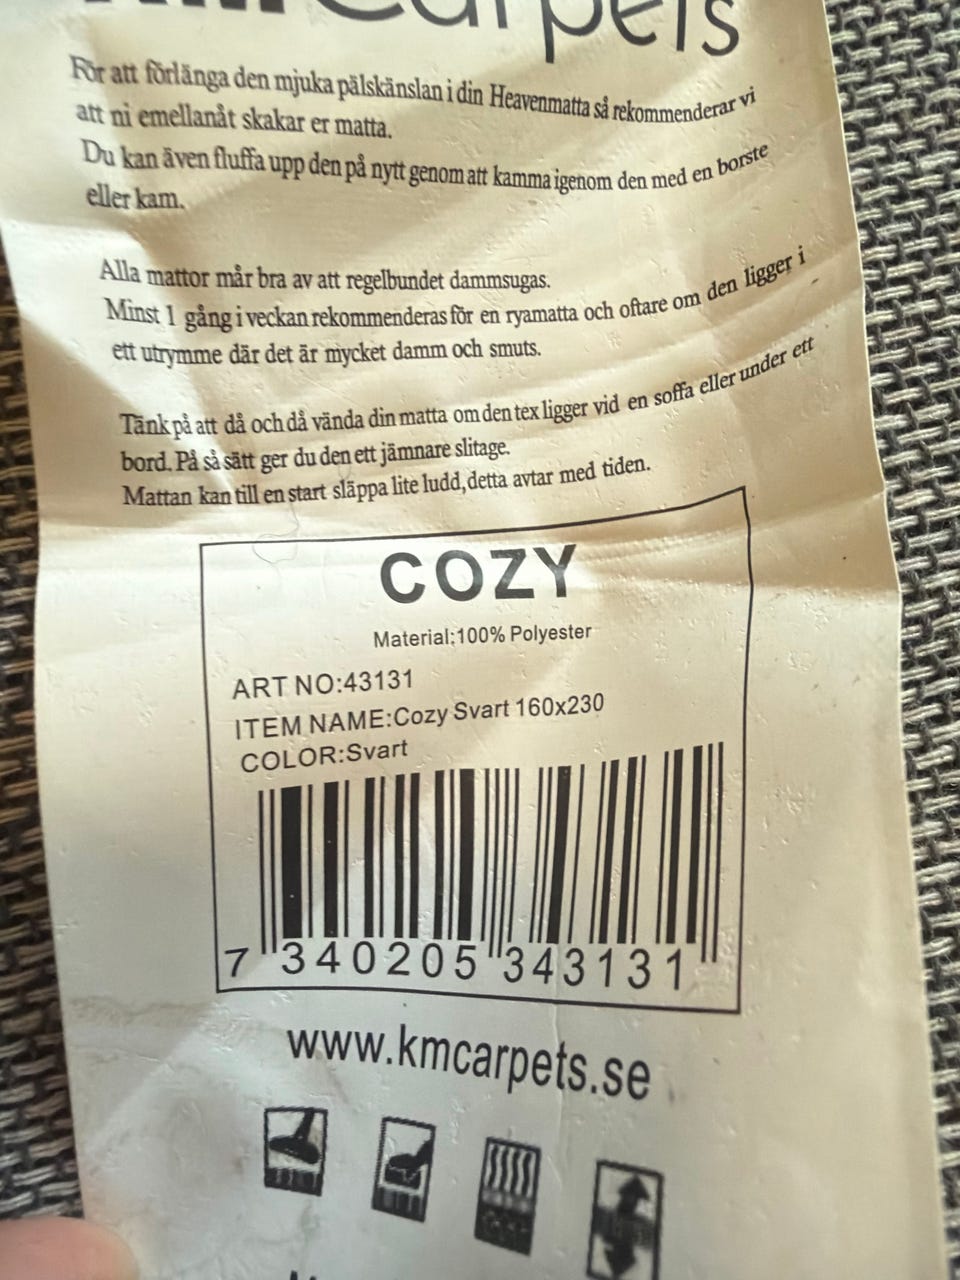 KM Carpets
För att förlänga den mjuka pälskänslan i din Heavenmatta så rekommenderar vi
att ni emellanåt skakar er matta.
Du kan även fluffa upp den på nytt genom att kamma igenom den med en borste
eller kam.
Alla mattor mår bra av att regelbundet dammsugas.
Minst 1 gång i veckan rekommenderas för en ryamatta och oftare om den ligger i
ett utrymme där det är mycket damm och smuts.
Tänk på att då och då vända din matta om den tex ligger vid en soffa eller under ett
bord. På så sätt ger du den ett jämnare slitage.
Mattan kan till en start släppa lite ludd, detta avtar med tiden.
COZY
Material:100% Polyester
ART NO:43131
ITEM NAME:Cozy Svart 160x230
COLOR:Svart
7 340205 343131
www.kmcarpets.se